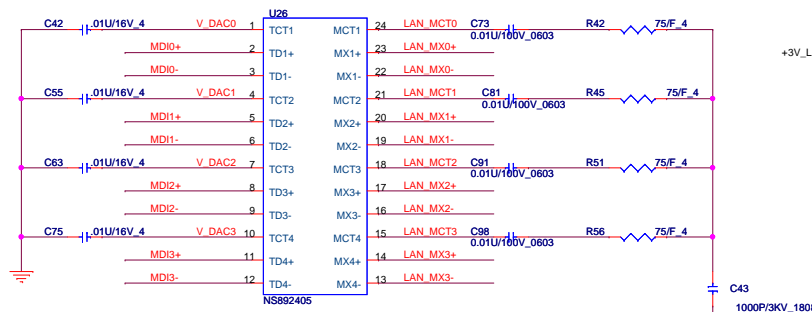 U26
C42 .01U/16V_4 V_DAC0 1 TCT1 MCT1 24 LAN_MCT0 C73 R42 75/F_4
0.01U/100V_0603
MDI0+ 2 TD1+ MX1+ 23 LAN_MX0+
+3V_L
MDI0- 3 TD1- MX1- 22 LAN_MX0-
C55 .01U/16V_4 V_DAC1 4 TCT2 MCT2 21 LAN_MCT1 C81 R45 75/F_4
0.01U/100V_0603
MDI1+ 5 TD2+ MX2+ 20 LAN_MX1+
MDI1- 6 TD2- MX2- 19 LAN_MX1-
C63 .01U/16V_4 V_DAC2 7 TCT3 MCT3 18 LAN_MCT2 C91 R51 75/F_4
0.01U/100V_0603
MDI2+ 8 TD3+ MX3+ 17 LAN_MX2+
MDI2- 9 TD3- MX3- 16 LAN_MX2-
C75 .01U/16V_4 V_DAC3 10 TCT4 MCT4 15 LAN_MCT3 C98 R56 75/F_4
0.01U/100V_0603
MDI3+ 11 TD4+ MX4+ 14 LAN_MX3+
MDI3- 12 TD4- MX4- 13 LAN_MX3-
C43
NS892405
1000P/3KV_1808